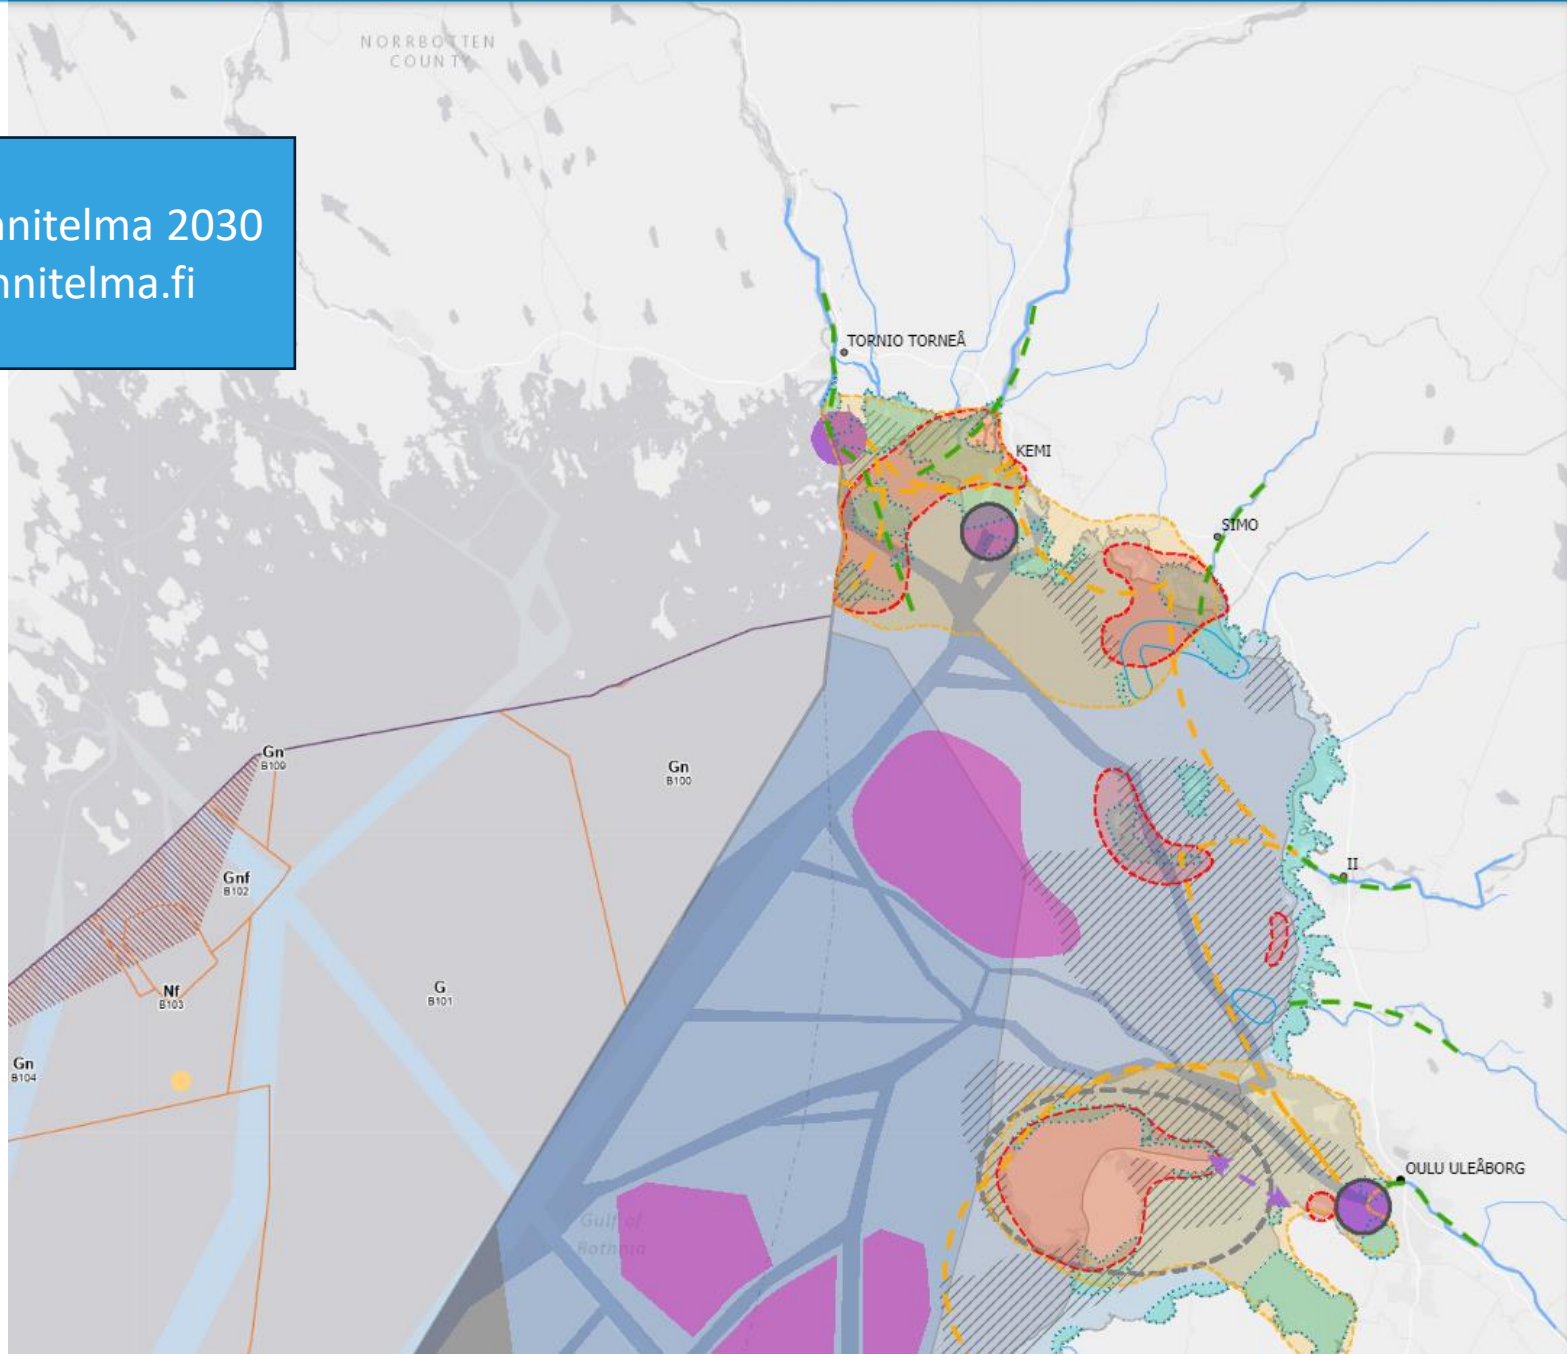 NORRBOTTEN
COUNTY
nnitelma 2030
nnitelma.fi
TORNIO TORNEÅ
KEMI
SIMO
Gn
B109
Gn
B100
Gnf
B102
II
Nf
B103
G
B101
Gn
B104
OULU ULEÅBORG
Gulf of
Bothnia